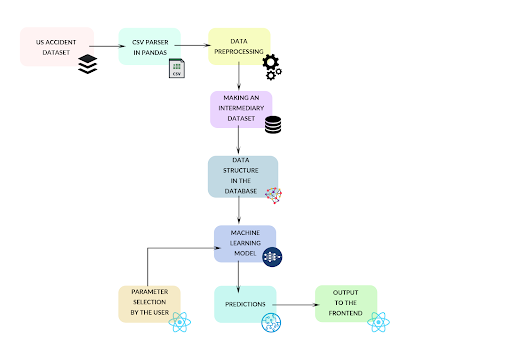 US ACCIDENT
DATASET
CSV PARSER
IN PANDAS
CSV
DATA
PREPROCESSING
MAKING AN
INTERMEDIARY
DATASET
DATA
STRUCTURE
IN THE
DATABASE
MACHINE
LEARNING
MODEL
PARAMETER
SELECTION
BY THE USER
PREDICTIONS
OUTPUT
TO THE
FRONTEND